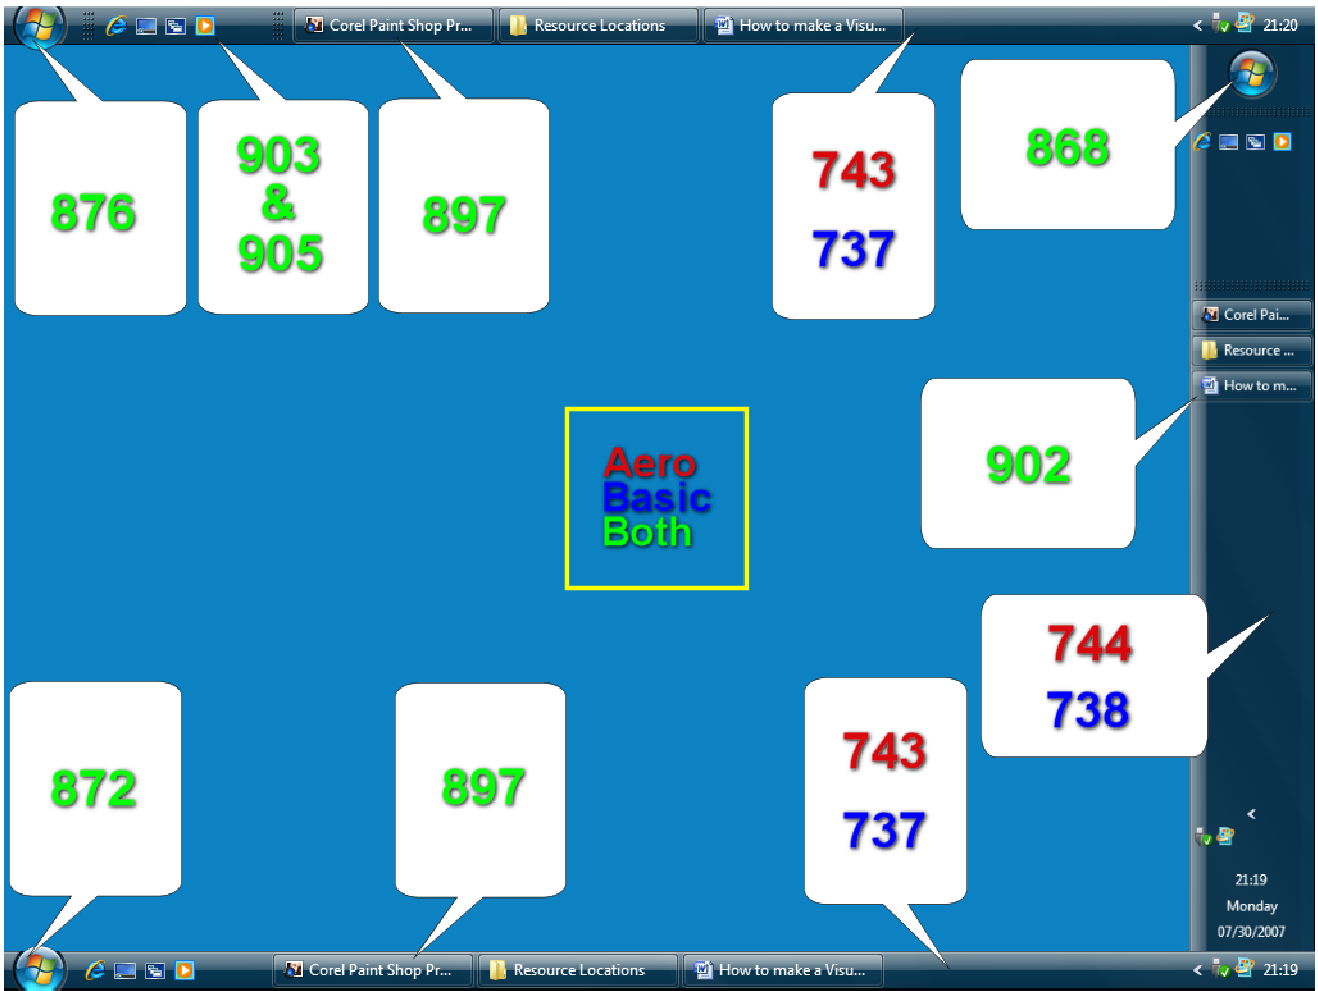 Corel Paint Shop Pr...
Resource Locations
How to make a Visu...
21:20
876
903
&
905
897
743
737
868
Corel Pai...
Resource ...
How to m...
902
Aero
Basic
Both
744
738
872
897
743
737
21:19
Monday
07/30/2007
Corel Paint Shop Pr...
Resource Locations
How to make a Visu...
21:19